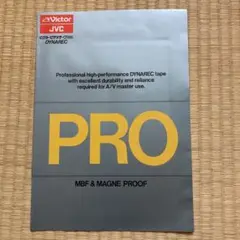 Victor
JVC
DYNAREC
Professional high performance DYNAREC tape
with excellent durability and reliance
required for A/V master use.
PRO
MBF & MAGNE PROOF